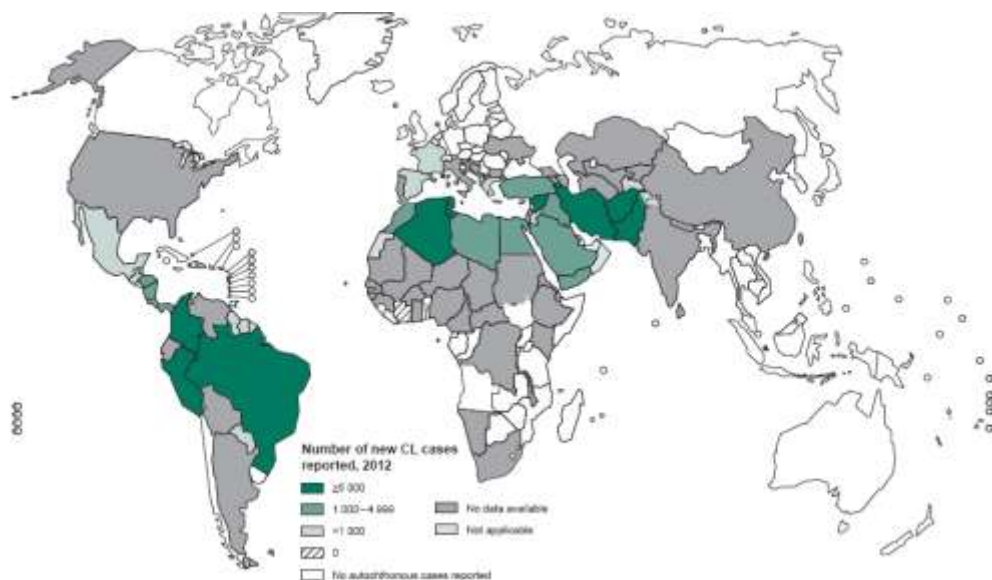 Number of new CL cases
reported, 2012
≥5 000
1 000–4 999
<1 000
0
No autochthonous cases reported
No data available
Not applicable